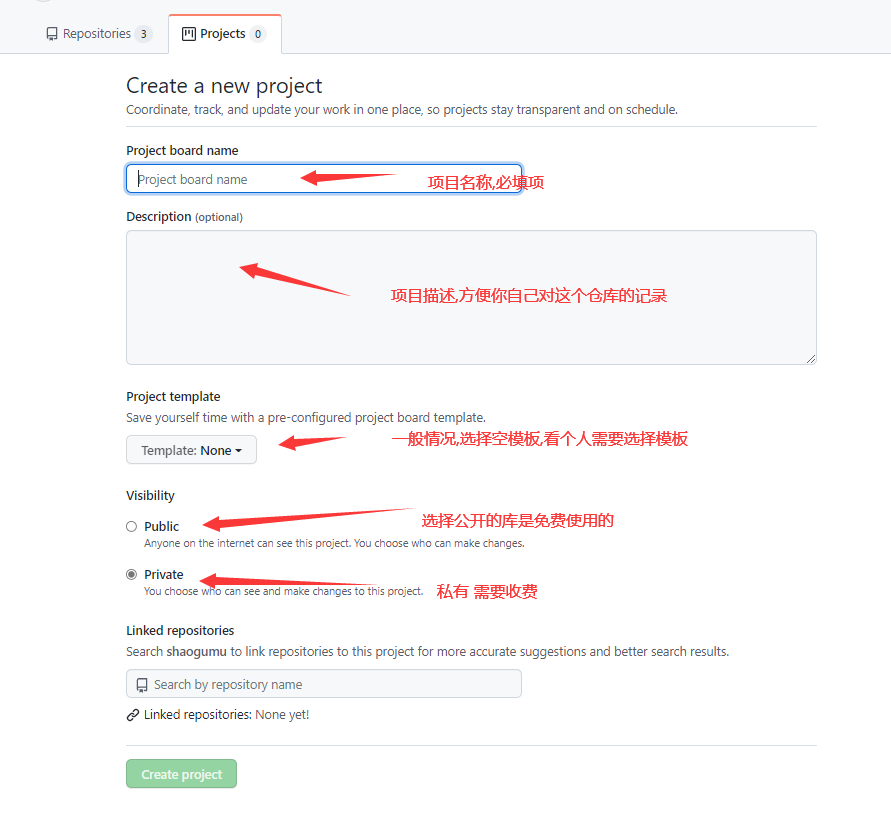 Repositories 3 Projects 0
Create a new project
Coordinate, track, and update your work in one place, so projects stay transparent and on schedule.
Project board name
Project board name
项目名称,必填项
Description (optional)
项目描述,方便你自己对这个仓库的记录
Project template
Save yourself time with a pre-configured project board template.
Template: None
一般情况,选择空模板,看个人需要选择模板
Visibility
Public
选择公开的库是免费使用的
Anyone on the internet can see this project. You choose who can make changes.
Private
You choose who can see and make changes to this project.
私有 需要收费
Linked repositories
Search shaogumu to link repositories to this project for more accurate suggestions and better search results.
Search by repository name
Linked repositories: None yet!
Create project